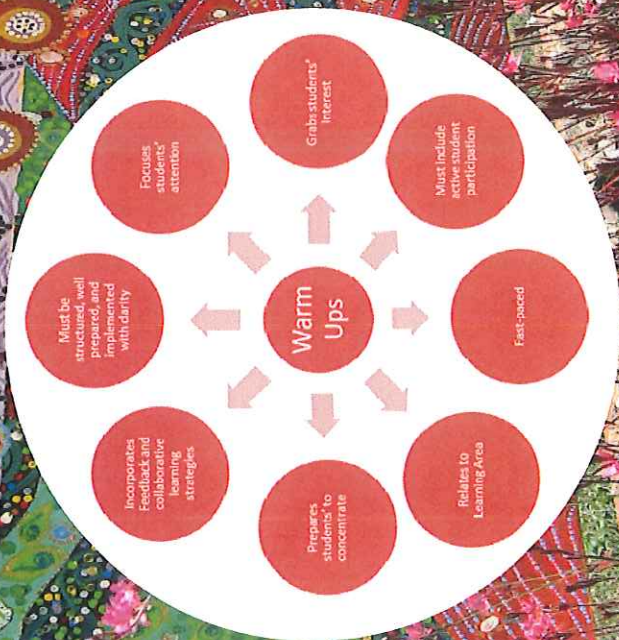 Warm
Ups
Must be
structured, well
prepared, and
implemented
with clarity
Focuses
students'
attention
Grabs students'
Interest
Must include
active student
participation
Fast-paced
Relates to
Learning Area
Prepares
students' to
concentrate
Incorporates
Feedback and
collaborative
learning
strategies